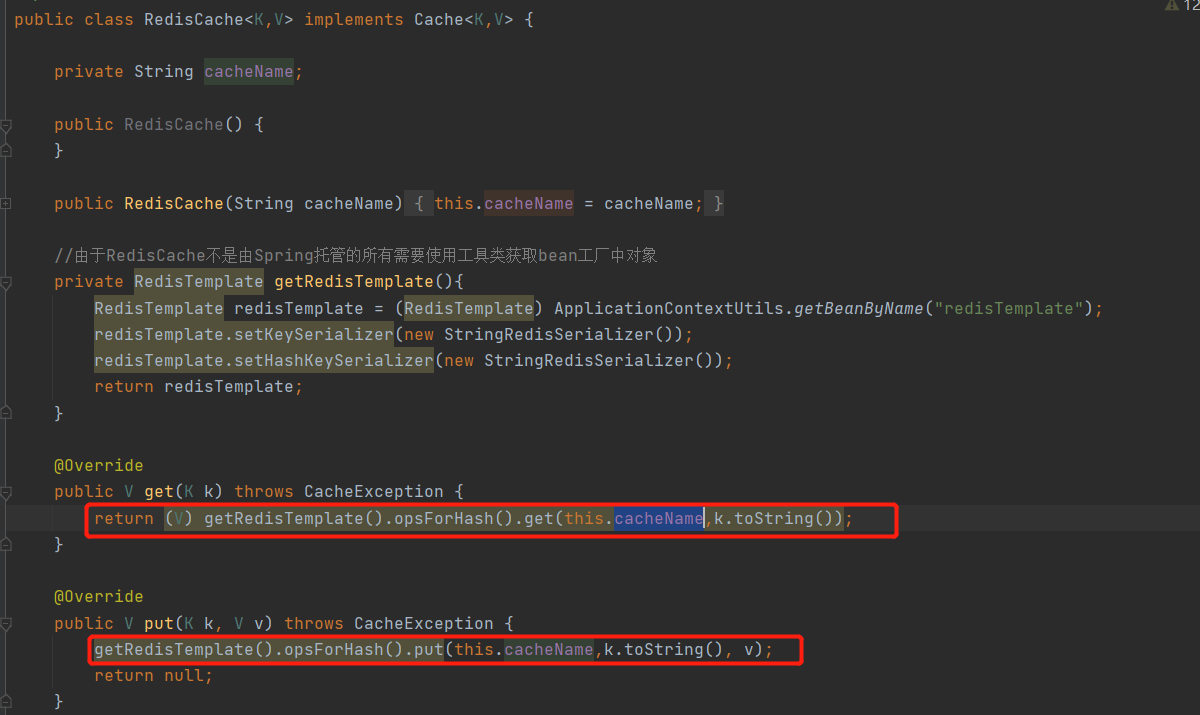 12
public class RedisCache<K,V> implements Cache<K,V> {
private String cacheName;
public RedisCache() {
}
public RedisCache(String cacheName) { this.cacheName = cacheName; }
//由于RedisCache不是由Spring托管的所有需要使用工具类获取bean工厂中对象
private RedisTemplate getRedisTemplate(){
RedisTemplate redisTemplate = (RedisTemplate) ApplicationContextUtils.getBeanByName("redisTemplate");
redisTemplate.setKeySerializer(new StringRedisSerializer());
redisTemplate.setHashKeySerializer(new StringRedisSerializer());
return redisTemplate;
}
@Override
public V get(K k) throws CacheException {
return (V) getRedisTemplate().opsForHash().get(this.cacheName,k.toString());
}
@Override
public V put(K k, V v) throws CacheException {
getRedisTemplate().opsForHash().put(this.cacheName,k.toString(), v);
return null;
}